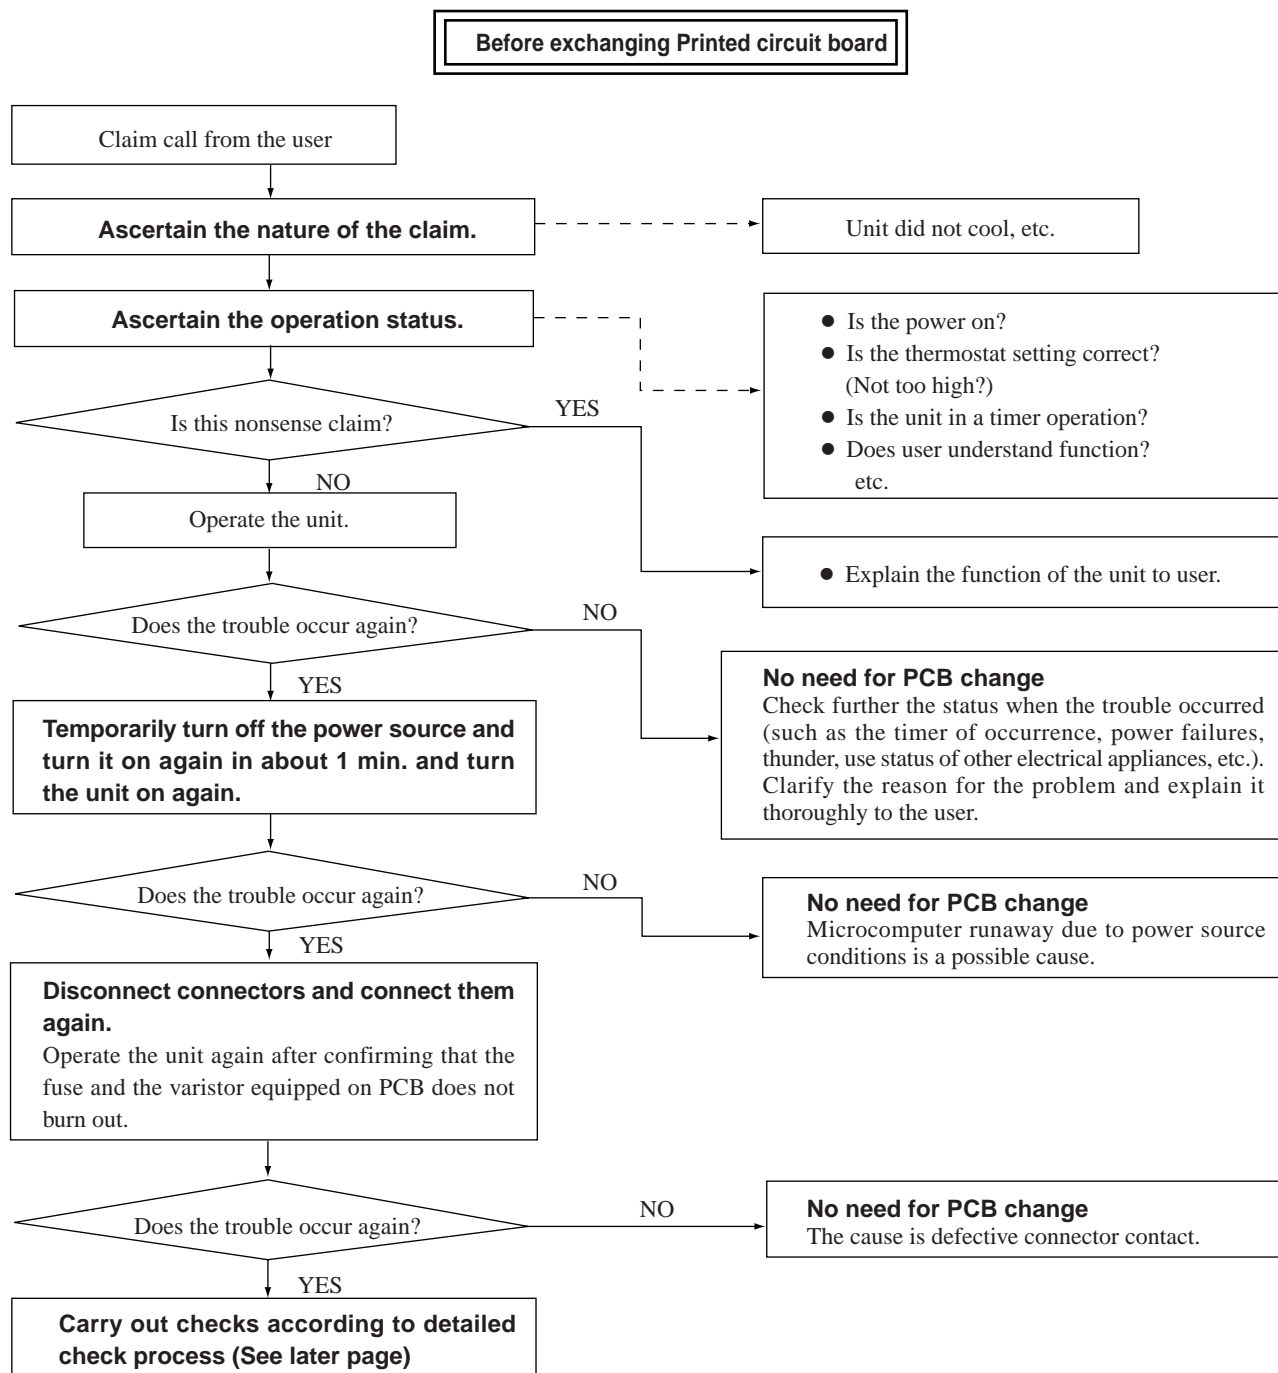 Before exchanging Printed circuit board
Claim call from the user
Ascertain the nature of the claim.
Unit did not cool, etc.
Ascertain the operation status.
● Is the power on?
● Is the thermostat setting correct?
(Not too high?)
● Is the unit in a timer operation?
● Does user understand function?
etc.
Is this nonsense claim?
YES
NO
Operate the unit.
● Explain the function of the unit to user.
Does the trouble occur again?
NO
YES
No need for PCB change
Check further the status when the trouble occurred
(such as the timer of occurrence, power failures,
thunder, use status of other electrical appliances, etc.).
Clarify the reason for the problem and explain it
thoroughly to the user.
Temporarily turn off the power source and
turn it on again in about 1 min. and turn
the unit on again.
Does the trouble occur again?
NO
YES
No need for PCB change
Microcomputer runaway due to power source
conditions is a possible cause.
Disconnect connectors and connect them
again.
Operate the unit again after confirming that the
fuse and the varistor equipped on PCB does not
burn out.
Does the trouble occur again?
NO
YES
No need for PCB change
The cause is defective connector contact.
Carry out checks according to detailed
check process (See later page)